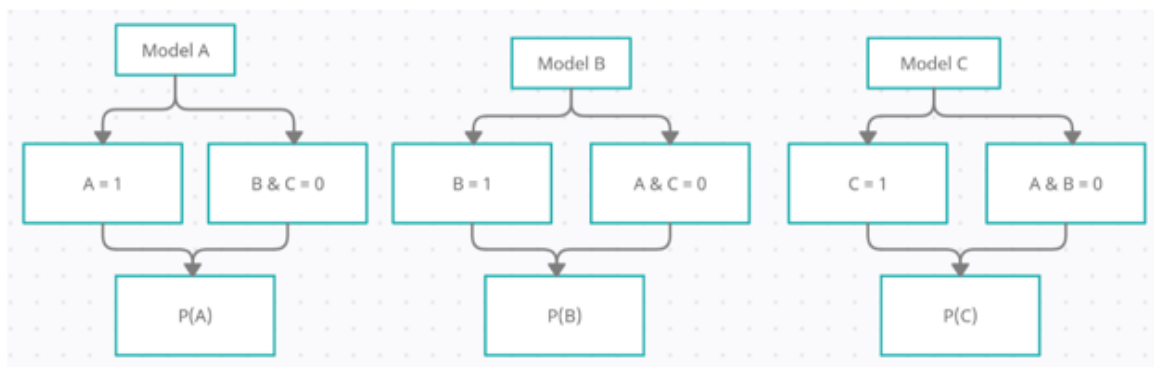 Model A
Model B
Model C
A = 1
B & C = 0
B = 1
A & C = 0
C = 1
A & B = 0
P(A)
P(B)
P(C)